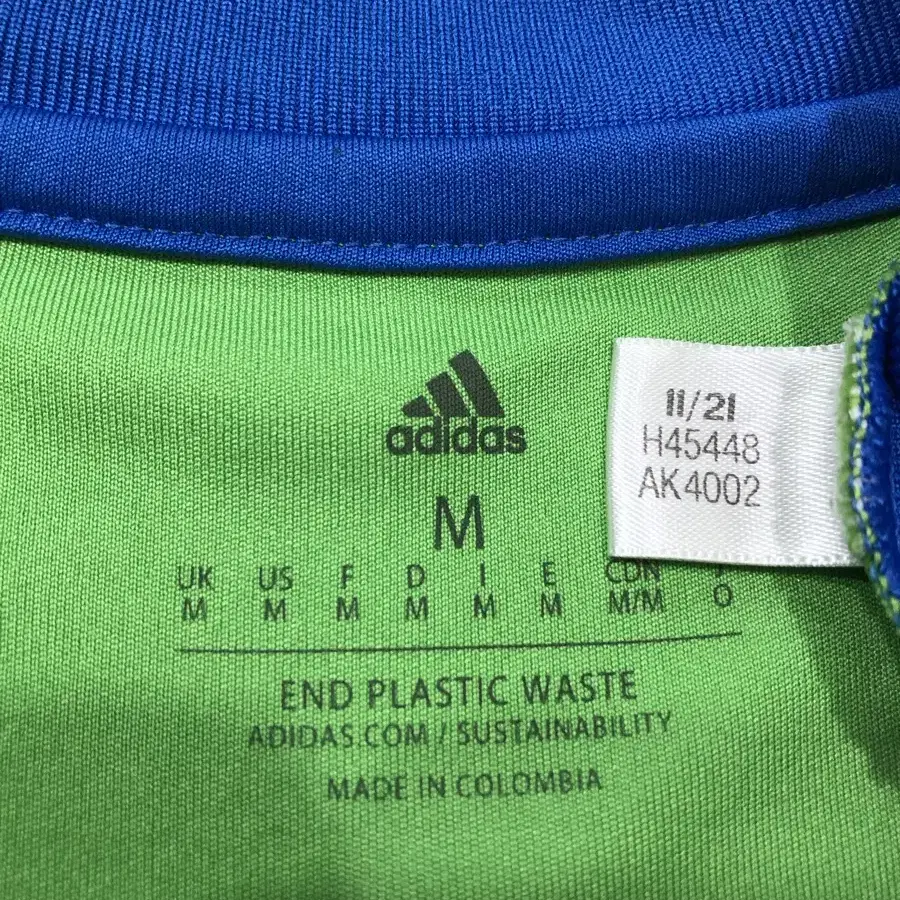 adidas
M
UK US F D I E CDN
M M M M M M M/M O
END PLASTIC WASTE
ADIDAS.COM / SUSTAINABILITY
MADE IN COLOMBIA
11/21
H45448
AK4002